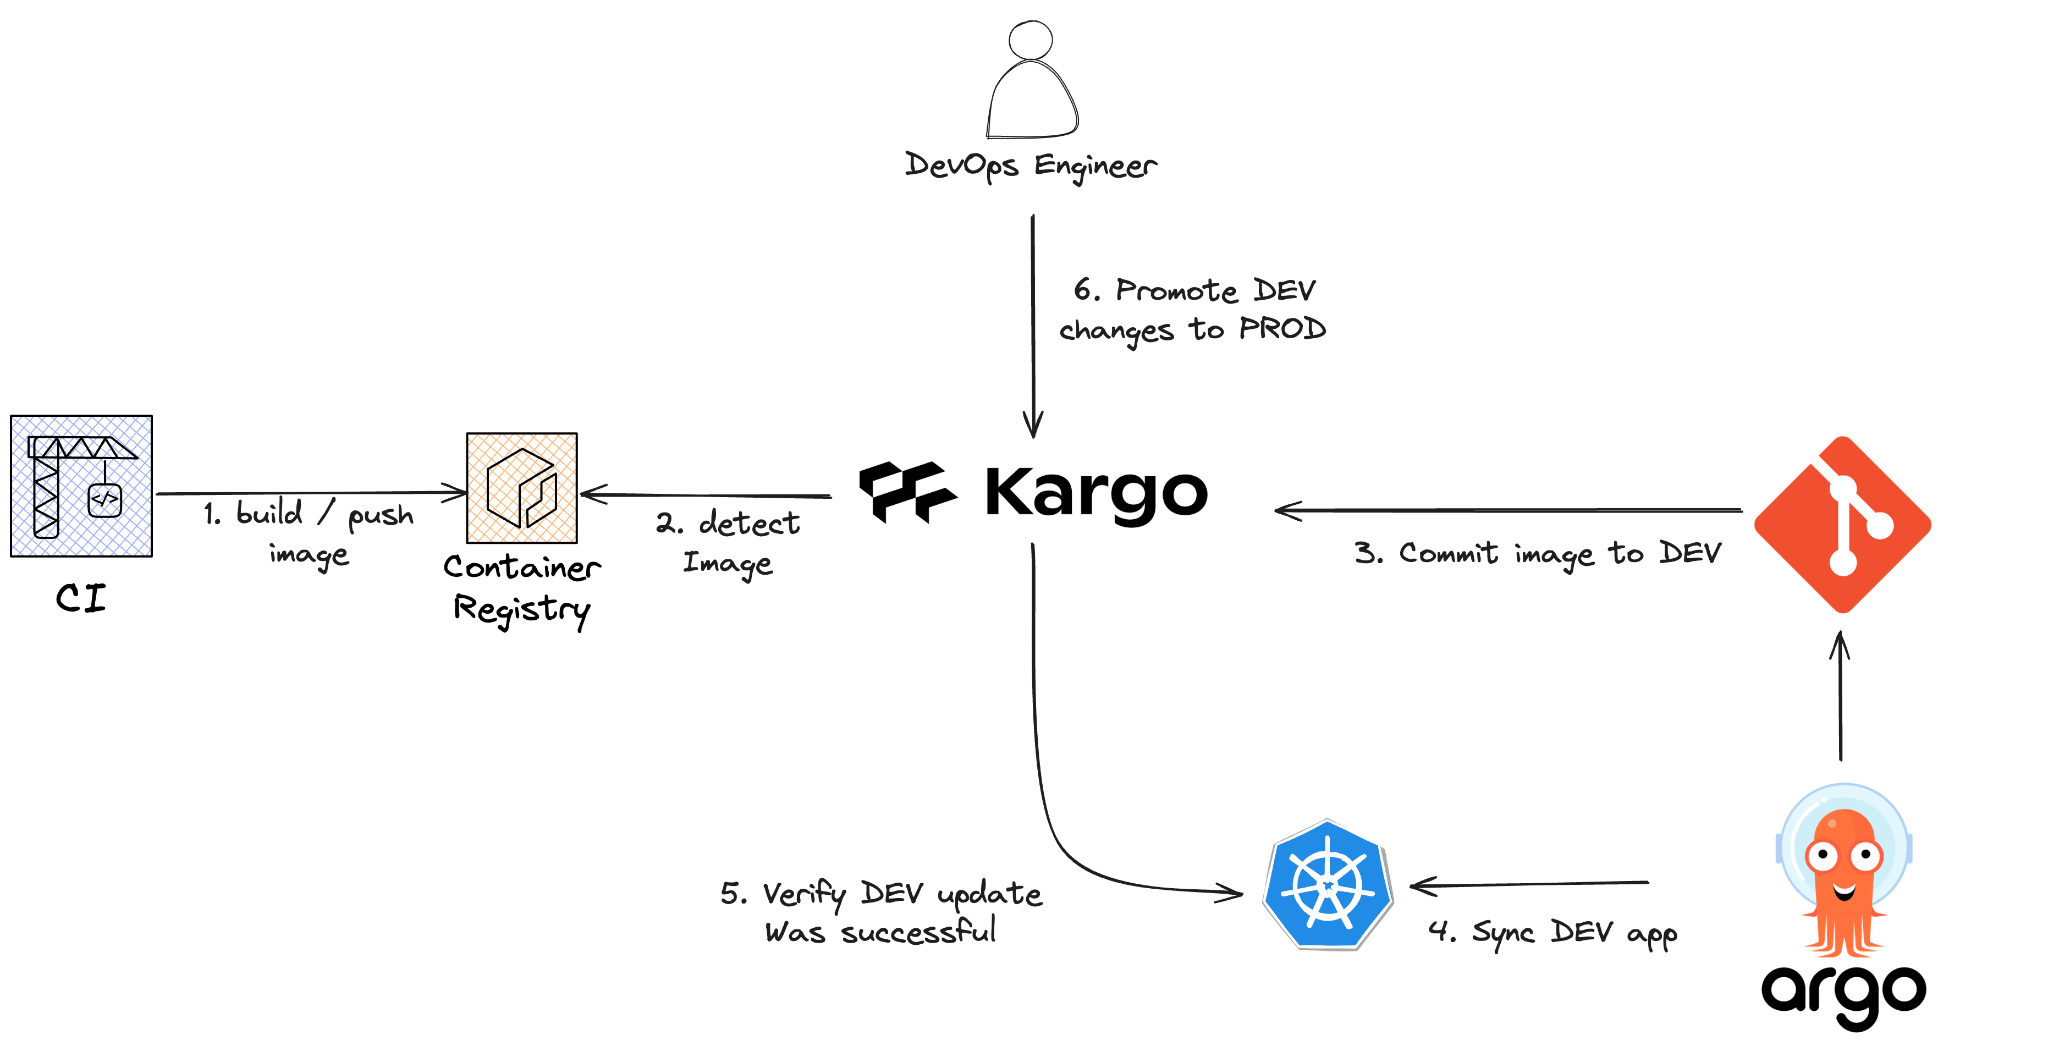 DevOps Engineer
6. Promote DEV
changes to PROD
Kargo
</>
1. build / push
image
CI
Container
Registry
2. detect
Image
3. Commit image to DEV
5. Verify DEV update
Was successful
4. Sync DEV app
argo